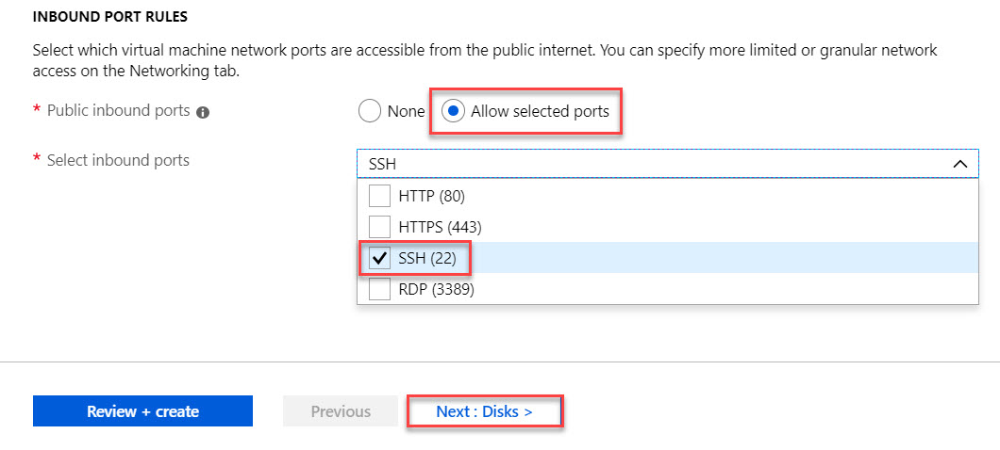 INBOUND PORT RULES
Select which virtual machine network ports are accessible from the public internet. You can specify more limited or granular network
access on the Networking tab.
* Public inbound ports
None
Allow selected ports
* Select inbound ports
SSH
HTTP (80)
HTTPS (443)
SSH (22)
RDP (3389)
Review + create
Previous
Next : Disks >